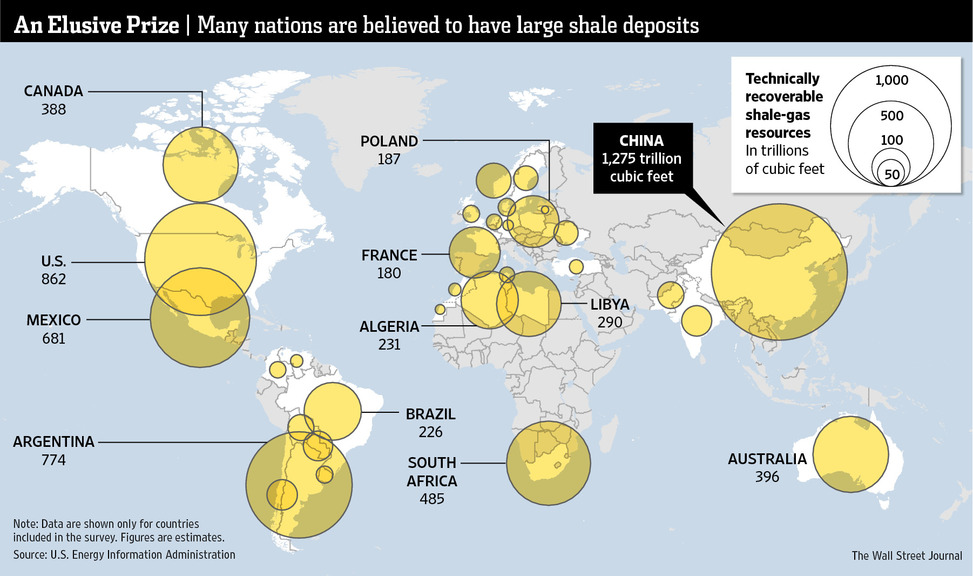 An Elusive Prize | Many nations are believed to have large shale deposits
CANADA
388
U.S.
862
MEXICO
681
ARGENTINA
774
POLAND
187
FRANCE
180
ALGERIA
231
LIBYA
290
BRAZIL
226
SOUTH
AFRICA
485
CHINA
1,275 trillion
cubic feet
AUSTRALIA
396
Technically
recoverable
shale-gas
resources
In trillions
of cubic feet
1,000
500
100
50
Note: Data are shown only for countries
included in the survey. Figures are estimates.
Source: U.S. Energy Information Administration
The Wall Street Journal